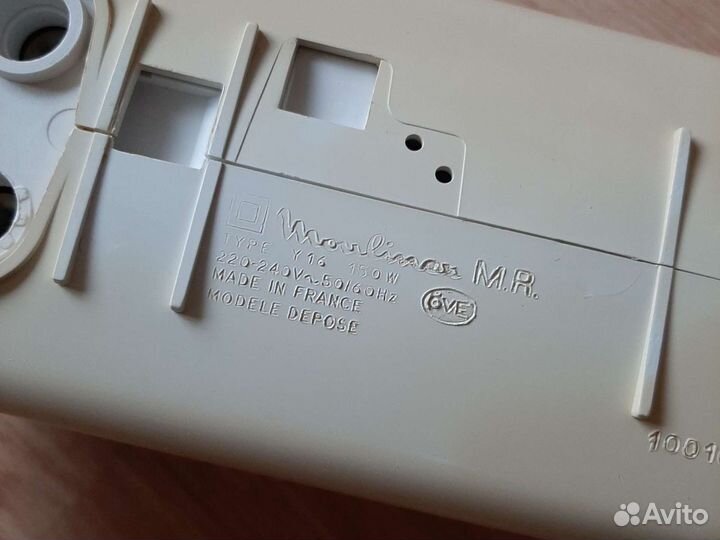 Moulinex M.R.
TYPE Y16 150W
220-240V~50/60Hz
MADE IN FRANCE
MODELE DEPOSE
ÖVE
Avito